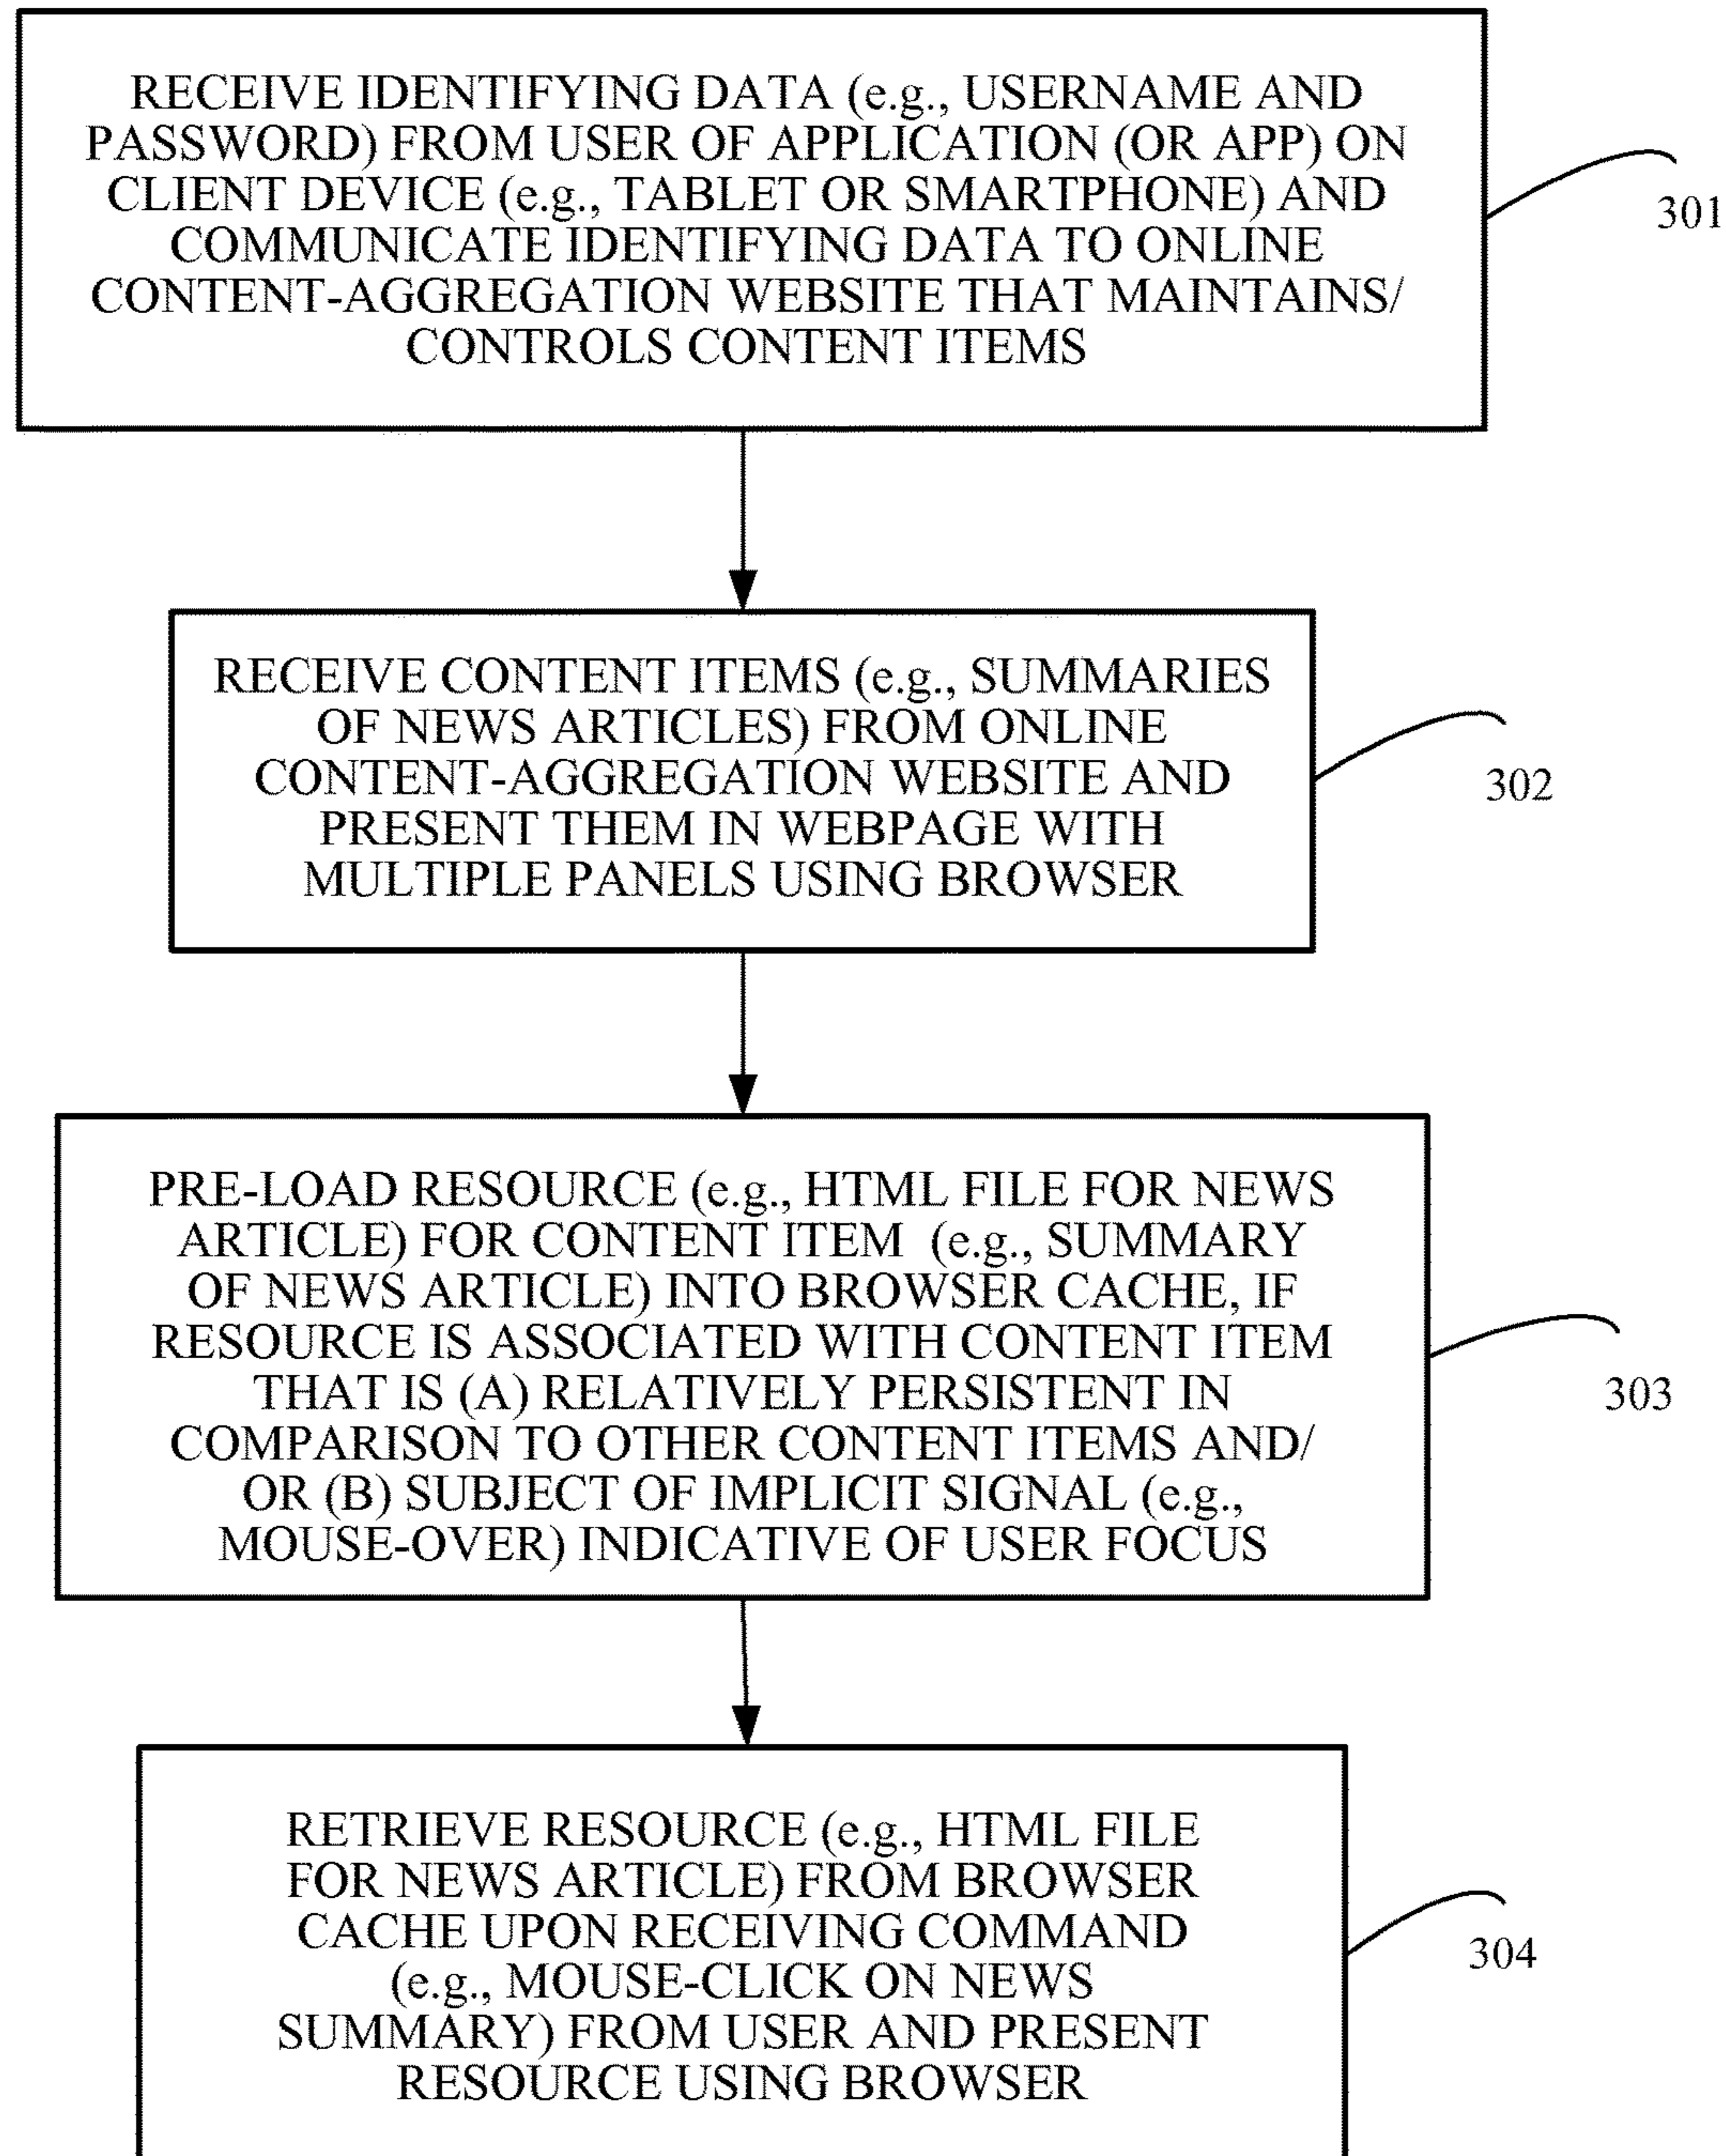 RECEIVE IDENTIFYING DATA (e.g., USERNAME AND
PASSWORD) FROM USER OF APPLICATION (OR APP) ON
CLIENT DEVICE (e.g., TABLET OR SMARTPHONE) AND
COMMUNICATE IDENTIFYING DATA TO ONLINE
CONTENT-AGGREGATION WEBSITE THAT MAINTAINS/
CONTROLS CONTENT ITEMS
301
RECEIVE CONTENT ITEMS (e.g., SUMMARIES
OF NEWS ARTICLES) FROM ONLINE
CONTENT-AGGREGATION WEBSITE AND
PRESENT THEM IN WEBPAGE WITH
MULTIPLE PANELS USING BROWSER
302
PRE-LOAD RESOURCE (e.g., HTML FILE FOR NEWS
ARTICLE) FOR CONTENT ITEM (e.g., SUMMARY
OF NEWS ARTICLE) INTO BROWSER CACHE, IF
RESOURCE IS ASSOCIATED WITH CONTENT ITEM
THAT IS (A) RELATIVELY PERSISTENT IN
COMPARISON TO OTHER CONTENT ITEMS AND/
OR (B) SUBJECT OF IMPLICIT SIGNAL (e.g.,
MOUSE-OVER) INDICATIVE OF USER FOCUS
303
RETRIEVE RESOURCE (e.g., HTML FILE
FOR NEWS ARTICLE) FROM BROWSER
CACHE UPON RECEIVING COMMAND
(e.g., MOUSE-CLICK ON NEWS
SUMMARY) FROM USER AND PRESENT
RESOURCE USING BROWSER
304